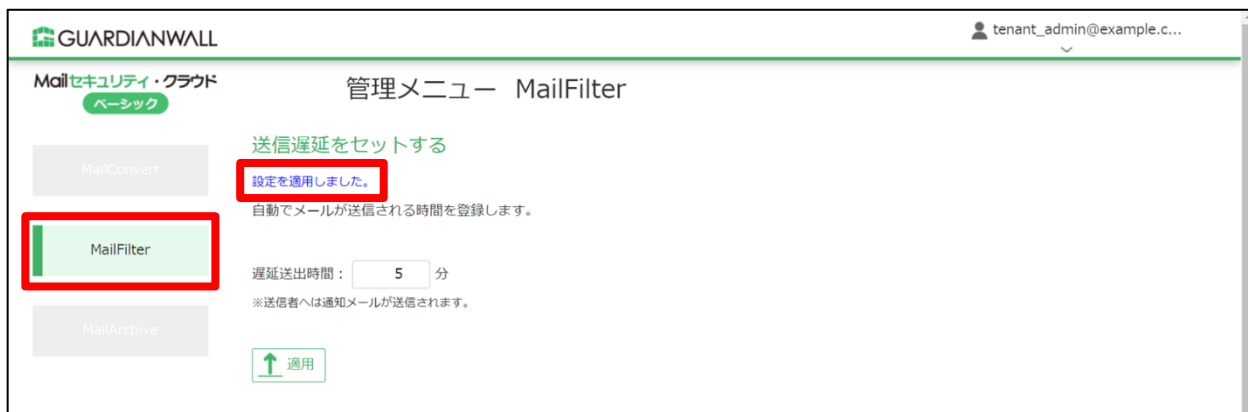 GUARDIANWALL
tenant_admin@example.c...
Mailセキュリティ・クラウド
ベーシック
管理メニュー MailFilter
送信遅延をセットする
MailConvert
設定を適用しました。
自動でメールが送信される時間を登録します。
MailFilter
遅延送出時間： 5 分
※送信者へは通知メールが送信されます。
MailArchive
適用